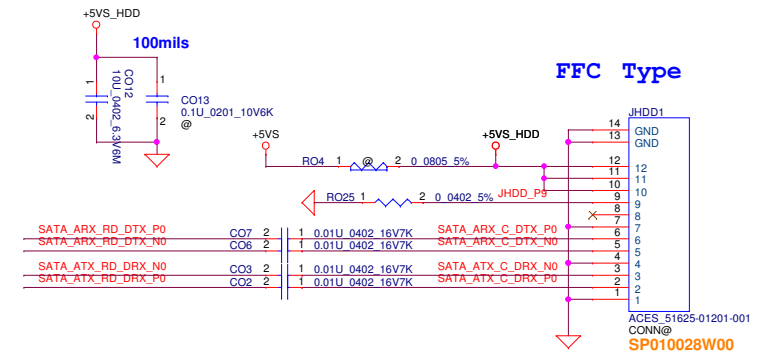 +5VS_HDD
100mils
1
2
CO12
10U_0402_6.3V6M
1
2
CO13
0.1U_0201_10V6K
@
FFC Type
JHDD1
+5VS
+5VS_HDD
RO4 1 @ 2 0_0805_5%
RO25 1 2 0_0402_5% JHDD_P9
14 GND
13 GND
12 12
11 11
10 10
9 9
8 8
7 7
6 6
5 5
4 4
3 3
2 2
1 1
SATA_ARX_RD_DTX_P0 CO7 2 1 0.01U_0402_16V7K SATA_ARX_C_DTX_P0
SATA_ARX_RD_DTX_N0 CO6 2 1 0.01U_0402_16V7K SATA_ARX_C_DTX_N0
SATA_ATX_RD_DRX_N0 CO3 2 1 0.01U_0402_16V7K SATA_ATX_C_DRX_N0
SATA_ATX_RD_DRX_P0 CO2 2 1 0.01U_0402_16V7K SATA_ATX_C_DRX_P0
ACES_51625-01201-001
CONN@
SP010028W00